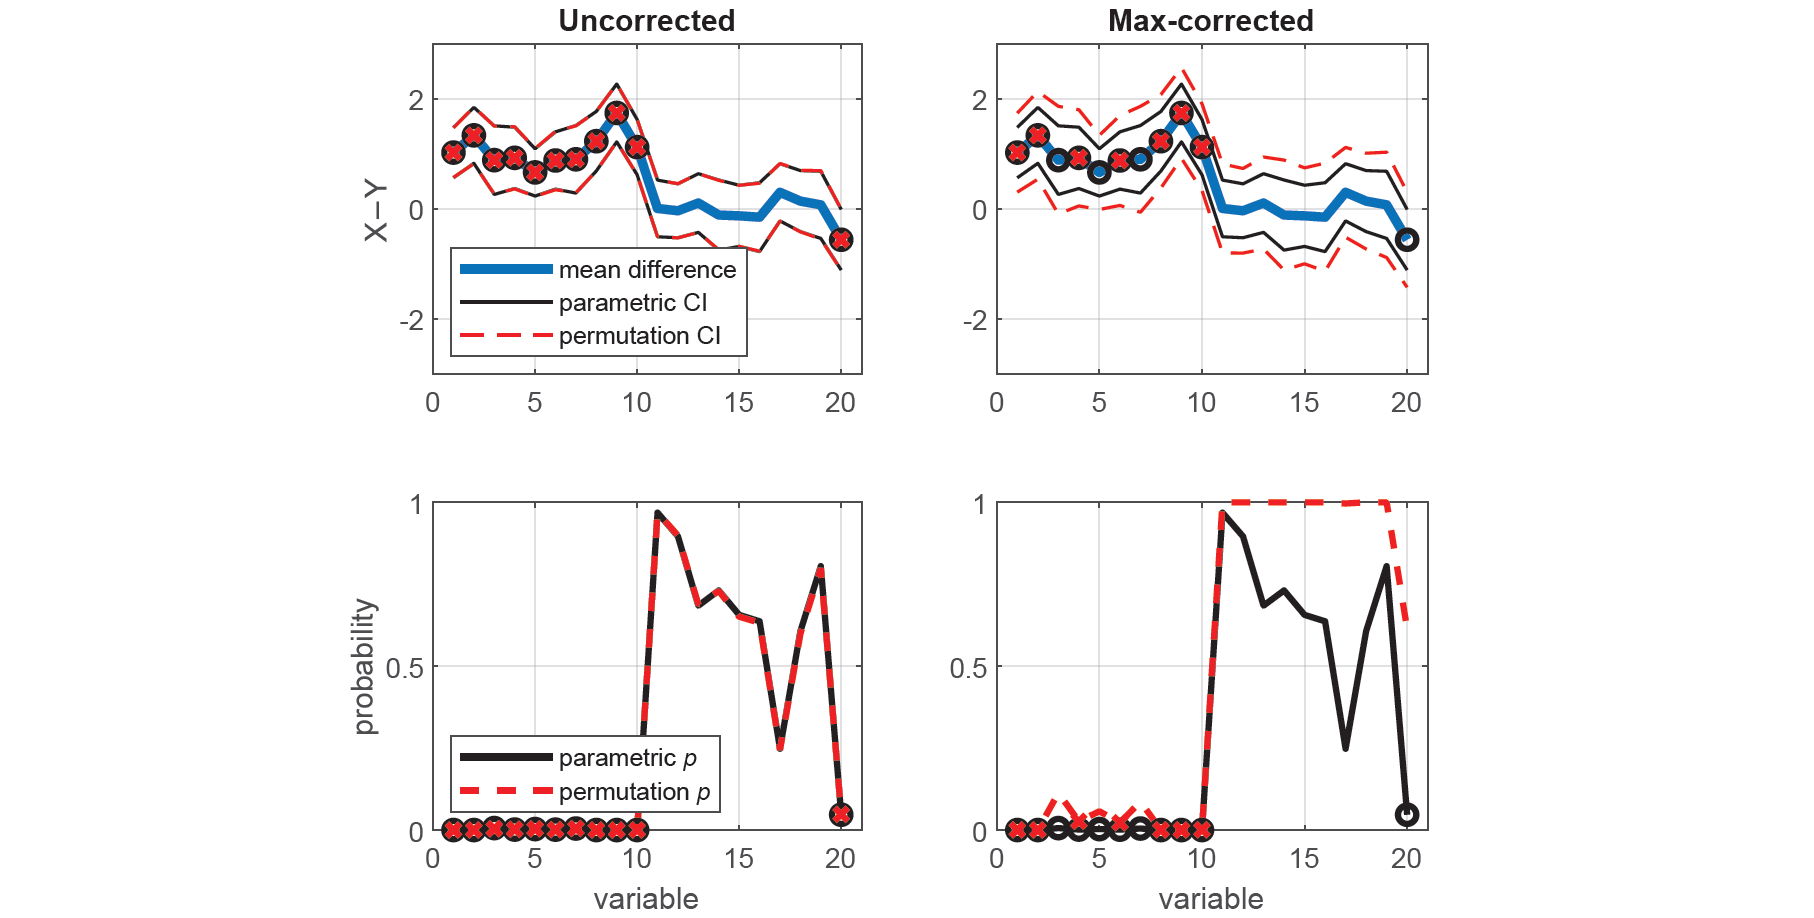 Uncorrected
Max-corrected
2
0
-2
X−Y
mean difference
parametric CI
permutation CI
0 5 10 15 20
2
0
-2
0 5 10 15 20
1
0.5
0
probability
parametric p
permutation p
0 5 10 15 20
variable
1
0.5
0
0 5 10 15 20
variable